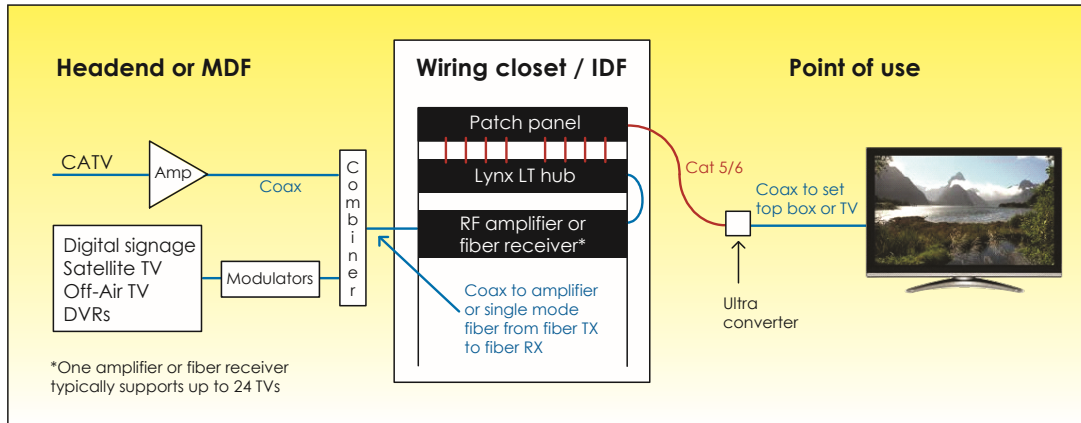 Headend or MDF
CATV
Amp
Coax
Combiner
Digital signage
Satellite TV
Off-Air TV
DVRs
Modulators
*One amplifier or fiber receiver
typically supports up to 24 TVs
Wiring closet / IDF
Patch panel
Lynx LT hub
RF amplifier or
fiber receiver*
Coax to amplifier
or single mode
fiber from fiber TX
to fiber RX
Point of use
Cat 5/6
Coax to set
top box or TV
Ultra
converter